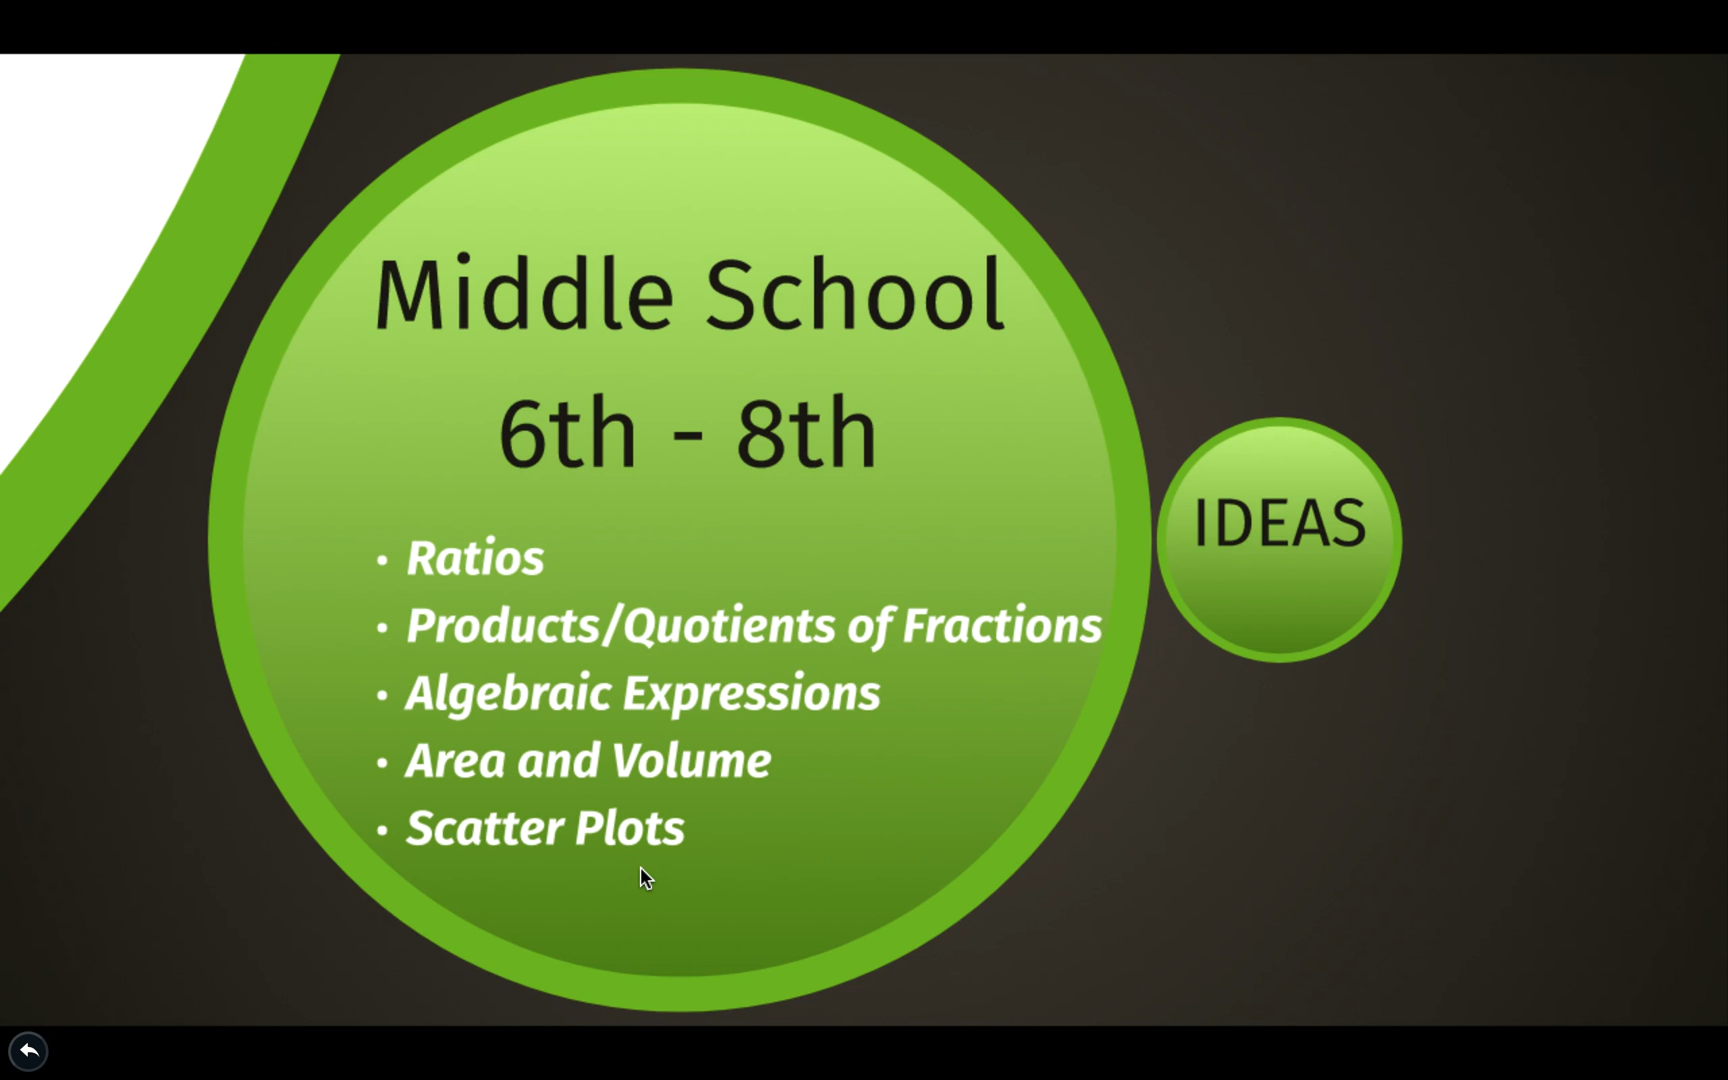 Middle School
6th - 8th
• Ratios
• Products/Quotients of Fractions
• Algebraic Expressions
• Area and Volume
• Scatter Plots
IDEAS